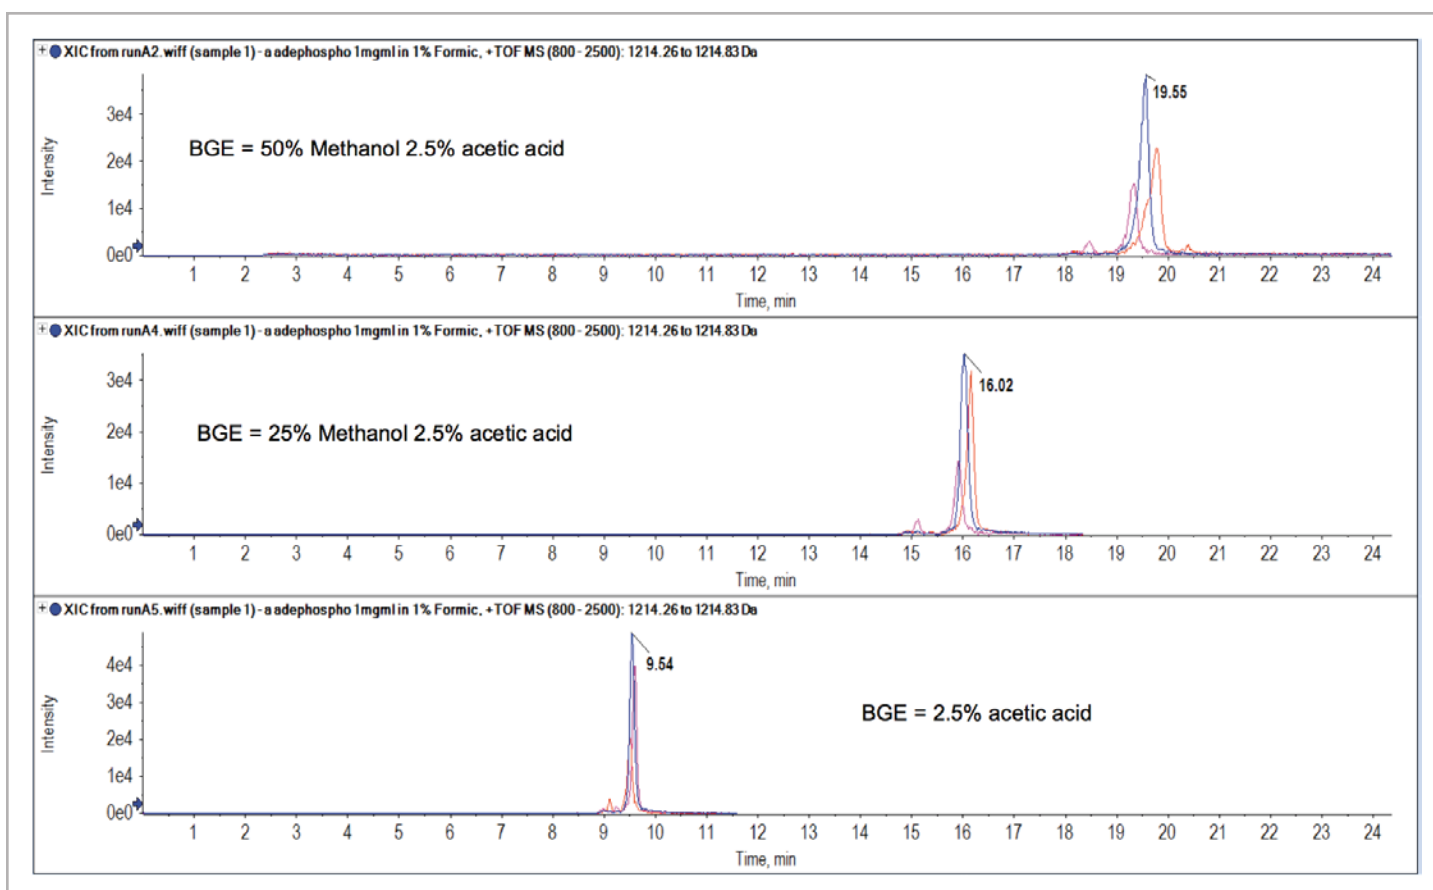 XIC from runA2.wiff (sample 1) - a adephospho 1mgml in 1% Formic, +TOF MS (800 - 2500): 1214.26 to 1214.83 Da
19.55
3e4
BGE = 50% Methanol 2.5% acetic acid
2e4
Intensity
1e4
0e0
1 2 3 4 5 6 7 8 9 10 11 12 13 14 15 16 17 18 19 20 21 22 23 24
Time, min
XIC from runA4.wiff (sample 1) - a adephospho 1mgml in 1% Formic, +TOF MS (800 - 2500): 1214.26 to 1214.83 Da
3e4
16.02
BGE = 25% Methanol 2.5% acetic acid
2e4
Intensity
1e4
0e0
1 2 3 4 5 6 7 8 9 10 11 12 13 14 15 16 17 18 19 20 21 22 23 24
Time, min
XIC from runA5.wiff (sample 1) - a adephospho 1mgml in 1% Formic, +TOF MS (800 - 2500): 1214.26 to 1214.83 Da
4e4
9.54
3e4
BGE = 2.5% acetic acid
Intensity
2e4
1e4
0e0
1 2 3 4 5 6 7 8 9 10 11 12 13 14 15 16 17 18 19 20 21 22 23 24
Time, min